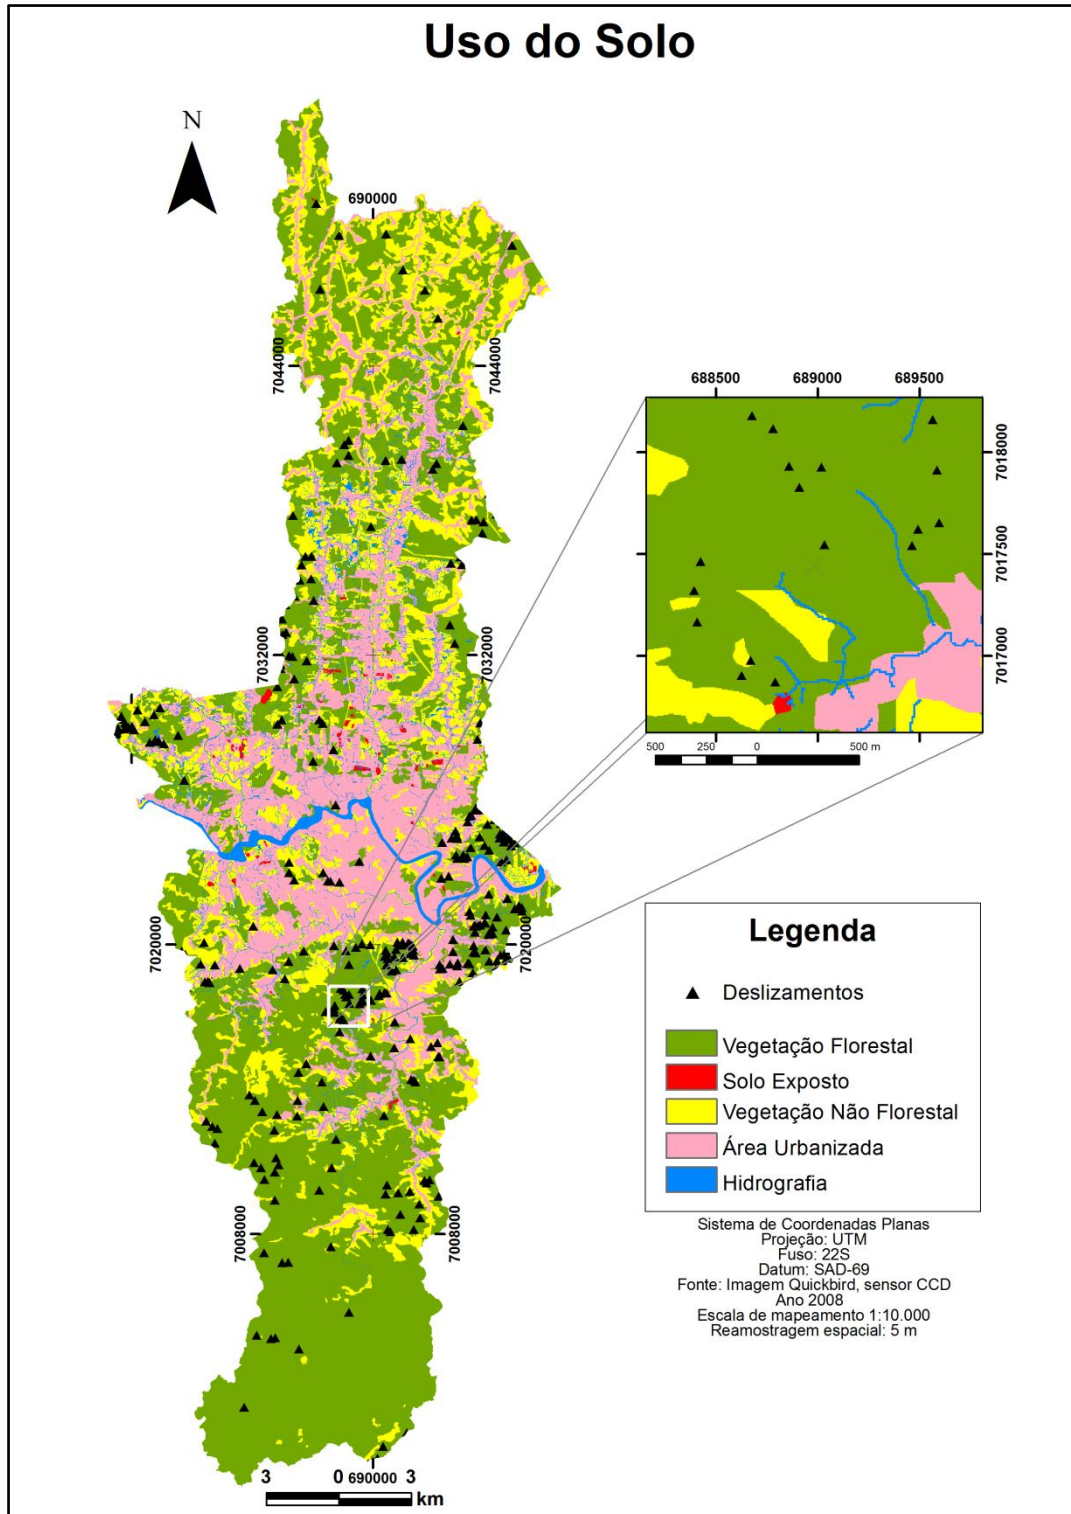 Uso do Solo
N
690000
7044000
7044000
688500
689000
689500
7018000
7017500
7017000
500
250
0
500 m
7032000
7032000
7020000
7020000
Legenda
Deslizamentos
Vegetação Florestal
Solo Exposto
Vegetação Não Florestal
Área Urbanizada
Hidrografia
7008000
7008000
Sistema de Coordenadas Planas
Projeção: UTM
Fuso: 22S
Datum: SAD-69
Fonte: Imagem Quickbird, sensor CCD
Ano 2008
Escala de mapeamento 1:10.000
Reamostragem espacial: 5 m
3 0 690000 3
km